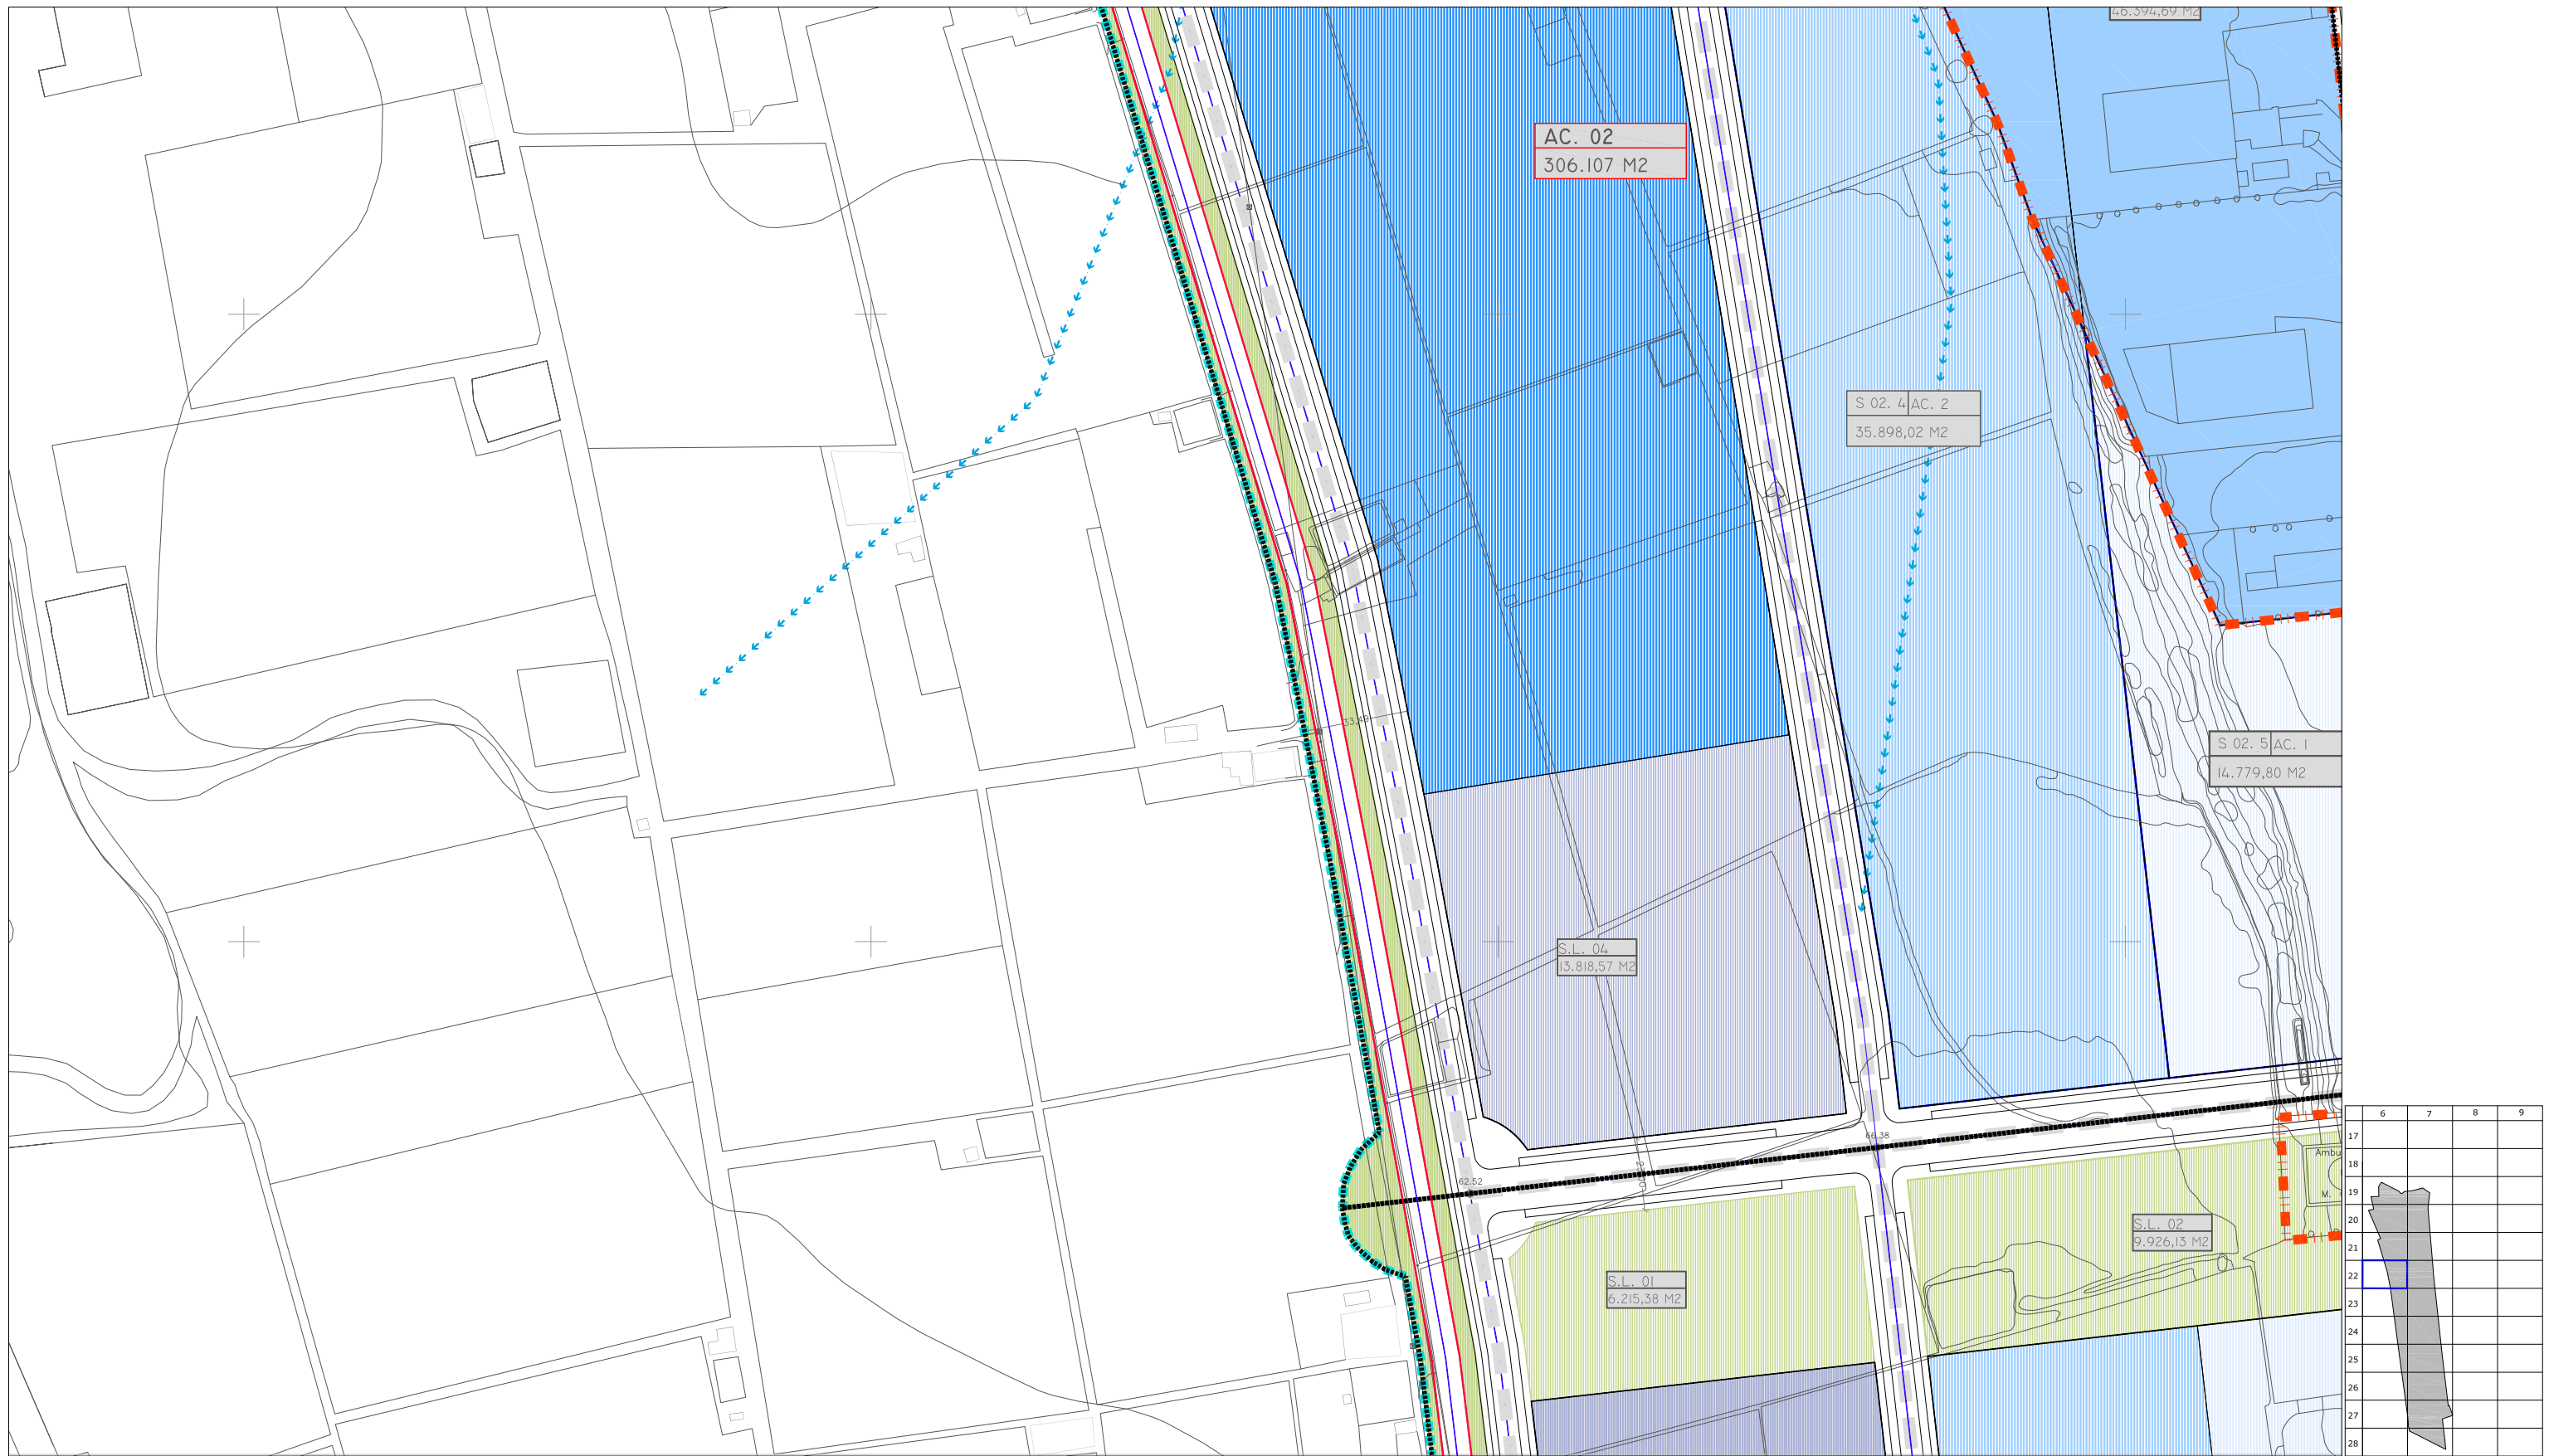 46.394,69 M2
AC. 02
306.107 M2
S 02. 4 AC. 2
35.898,02 M2
33.49
S 02. 5 AC. 1
14.779,80 M2
S.L. 04
13.818,57 M2
66.38
62.52
Ambu
M.
S.L. 02
9.926,13 M2
S.L. 01
6.215,38 M2
6 7 8 9
17
18
19
20
21
22
23
24
25
26
27
28